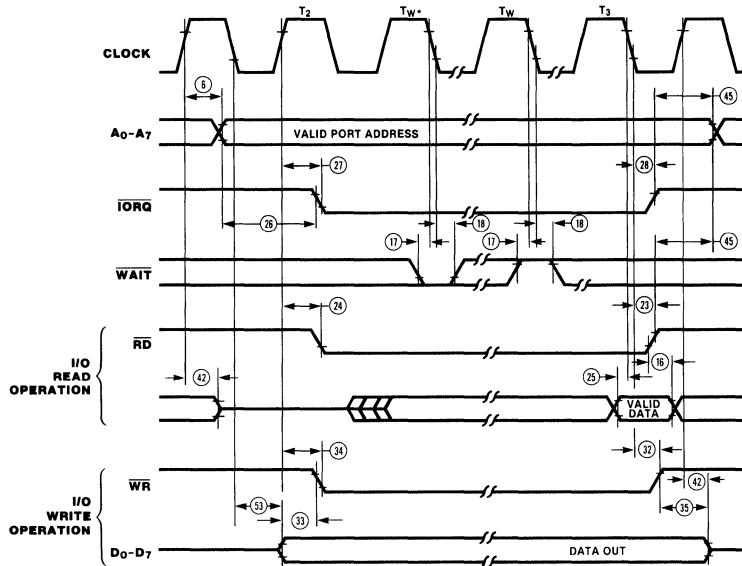 T2 TW* TW T3
CLOCK
6 45
A0-A7 VALID PORT ADDRESS
27 28
IORQ
26 18 18
17 17 45
WAIT
24 23
RD
I/O
READ
OPERATION
42 25 16
VALID
DATA
34 32
WR
I/O
WRITE
OPERATION
53 33 42
35
D0-D7 DATA OUT